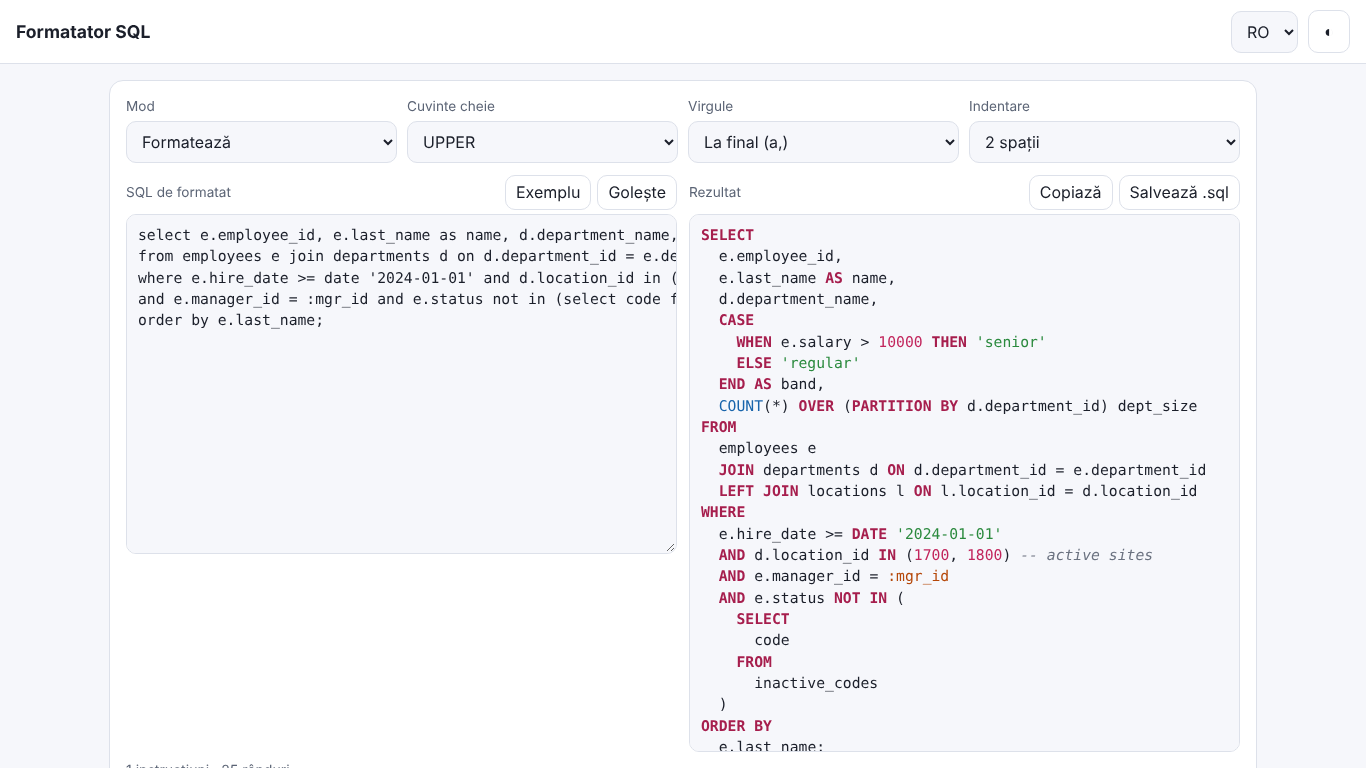 Formatator SQL
RO
Mod
Cuvinte cheie
Virgule
Indentare
Formatează
UPPER
La final (a,)
2 spații
SQL de formatat
Exemplu
Golește
Rezultat
Copiază
Salvează .sql
select e.employee_id, e.last_name as name, d.department_name,
from employees e join departments d on d.department_id = e.de
where e.hire_date >= date '2024-01-01' and d.location_id in (
and e.manager_id = :mgr_id and e.status not in (select code f
order by e.last_name;
SELECT
  e.employee_id,
  e.last_name AS name,
  d.department_name,
  CASE
    WHEN e.salary > 10000 THEN 'senior'
    ELSE 'regular'
  END AS band,
  COUNT(*) OVER (PARTITION BY d.department_id) dept_size
FROM
  employees e
  JOIN departments d ON d.department_id = e.department_id
  LEFT JOIN locations l ON l.location_id = d.location_id
WHERE
  e.hire_date >= DATE '2024-01-01'
  AND d.location_id IN (1700, 1800) -- active sites
  AND e.manager_id = :mgr_id
  AND e.status NOT IN (
    SELECT
      code
    FROM
      inactive_codes
  )
ORDER BY
  e.last_name;